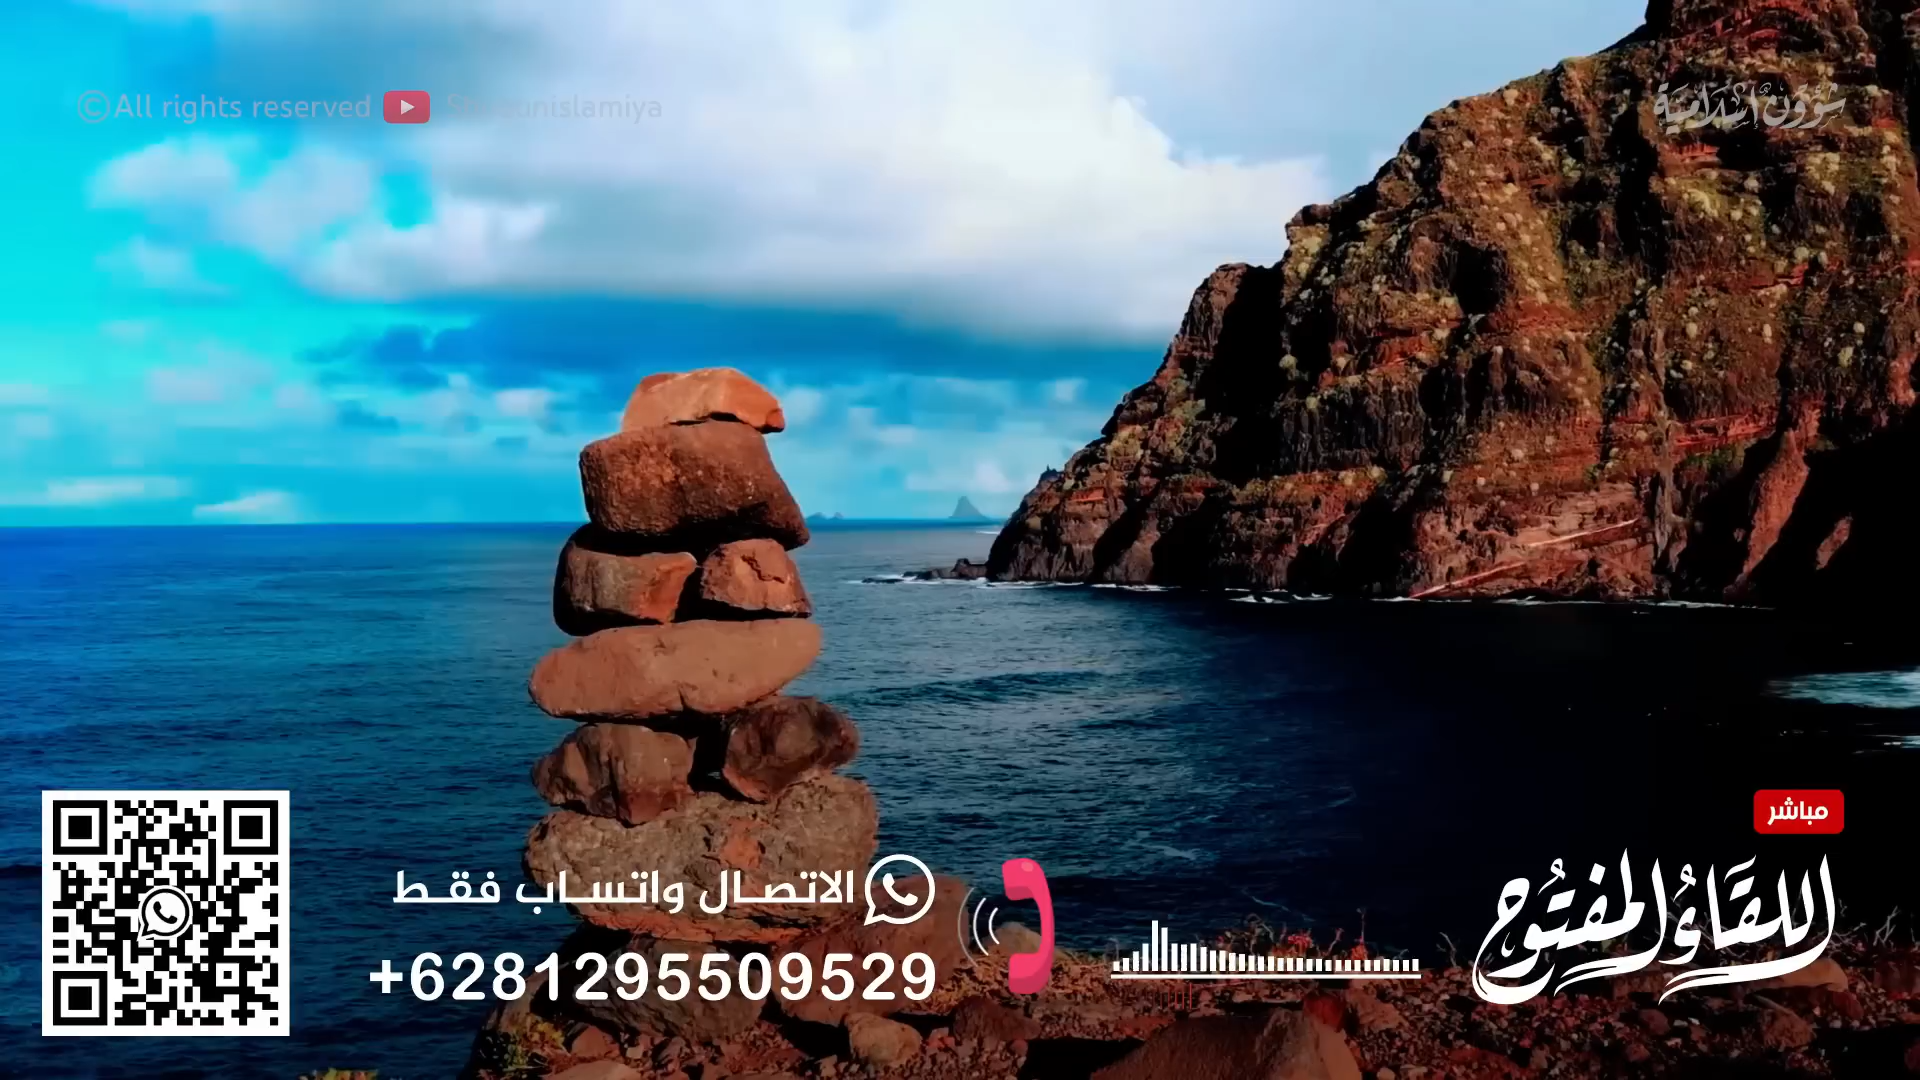 ©All rights reserved
شؤون إسلامية
مباشر
اللقاء المفتوح
الاتصال واتساب فقط
+6281295509529